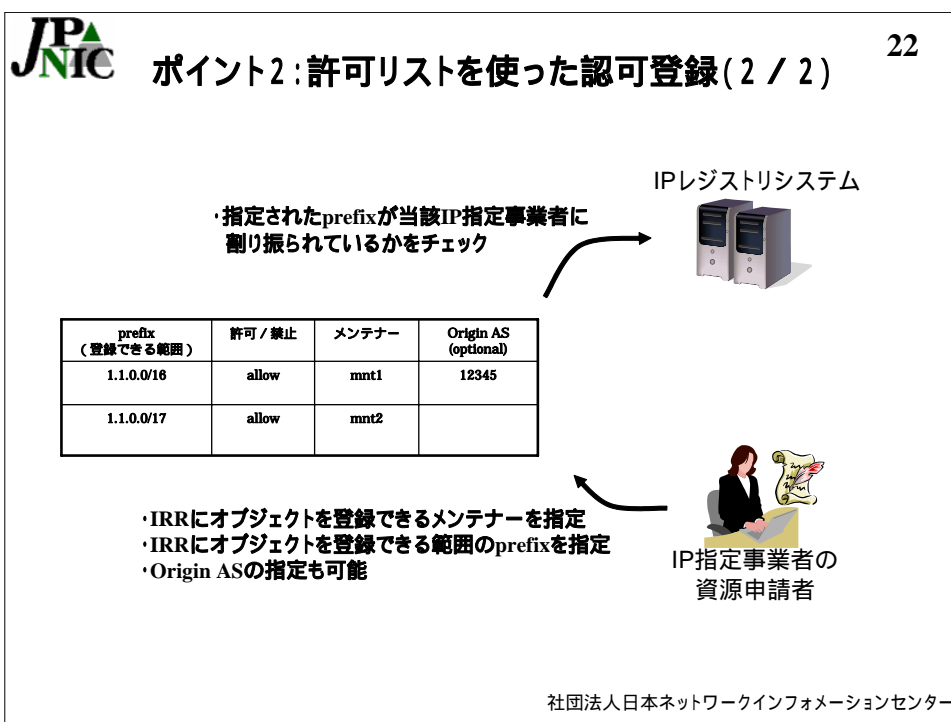 JPNIC
ポイント2:許可リストを使った認可登録(2/2)
22
IPレジストリシステム
・指定されたprefixが当該IP指定事業者に
割り振られているかをチェック
prefix
(登録できる範囲)
許可/禁止
メンテナー
Origin AS
(optional)
1.1.0.0/16 allow mnt1 12345
1.1.0.0/17 allow mnt2
・IRRにオブジェクトを登録できるメンテナーを指定
・IRRにオブジェクトを登録できる範囲のprefixを指定
・Origin ASの指定も可能
IP指定事業者の
資源申請者
社団法人日本ネットワークインフォメーションセンター